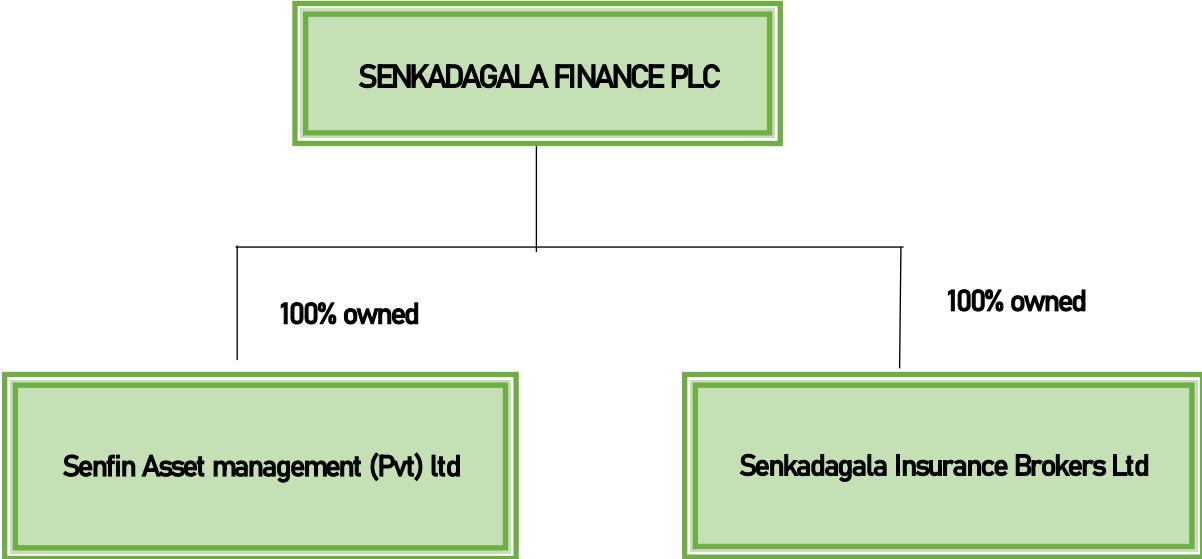 SENKADAGALA FINANCE PLC
100% owned
100% owned
Senfin Asset management (Pvt) ltd
Senkadagala Insurance Brokers Ltd